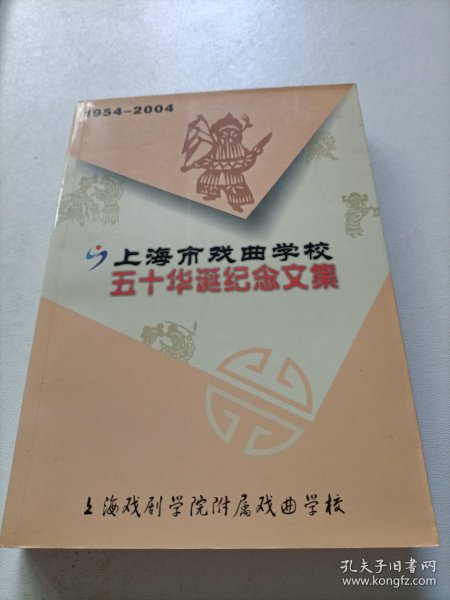 1954-2004
上海市戏曲学校
五十华诞纪念文集
上海戏剧学院附属戏曲学校
孔夫子旧书网
www.kongfz.com